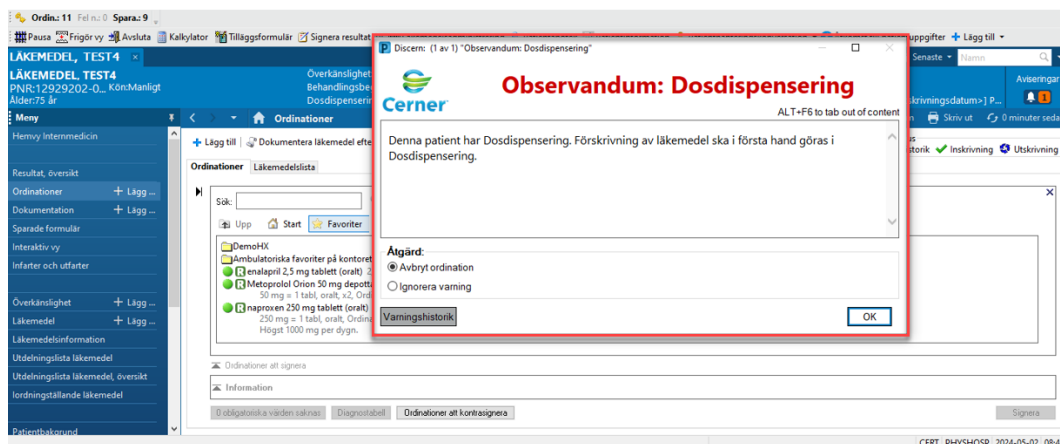 Ordin.: 11 Fel n.: 0 Spara.: 9
Pausa Frigör vy Avsluta Kalkylator Tilläggsformulär Signera resultat uppgifter Lägg till
LÄKEMEDEL, TEST4
Senaste Namn
LÄKEMEDEL, TEST4
PNR:12929202-0... Kön:Manligt
Ålder:75 år
Överkänslighet
Behandlingsbe
Dosdispenserin
skrivningsdatum>] P...
Aviseringar
1
Meny
Ordinationer
Skriv ut 0 minuter seda
Hemvy Internmedicin
Resultat, översikt
Ordinationer Lägg ...
Dokumentation Lägg ...
Sparade formulär
Interaktiv vy
Infarter och utfarter
Överkänslighet Lägg ...
Läkemedel Lägg ...
Läkemedelsinformation
Utdelningslista läkemedel
Utdelningslista läkemedel, översikt
Iordningställande läkemedel
Patientbakgrund
Lägg till Dokumentera läkemedel efte
storik Inskrivning Utskrivning
Ordinationer Läkemedelslista
Sök:
Upp Start Favoriter
DemoHX
Ambulatoriska favoriter på kontoret
enalapril 2,5 mg tablett (oralt) 2
Metoprolol Orion 50 mg depotta
50 mg = 1 tabl, oralt, x2, Ordi
naproxen 250 mg tablett (oralt)
250 mg = 1 tabl, oralt, Ordina
Högst 1000 mg per dygn.
Discern: (1 av 1) "Observandum: Dosdispensering"
Cerner
Observandum: Dosdispensering
ALT+F6 to tab out of content
Denna patient har Dosdispensering. Förskrivning av läkemedel ska i första hand göras i
Dosdispensering.
Åtgärd:
Avbryt ordination
Ignorera varning
Varningshistorik OK
Ordinationer att signera
Information
0 obligatoriska värden saknas Diagnostabell Ordinationer att kontrasignera Signera
CERT PHYSHOSP 2024-05-02 08:4